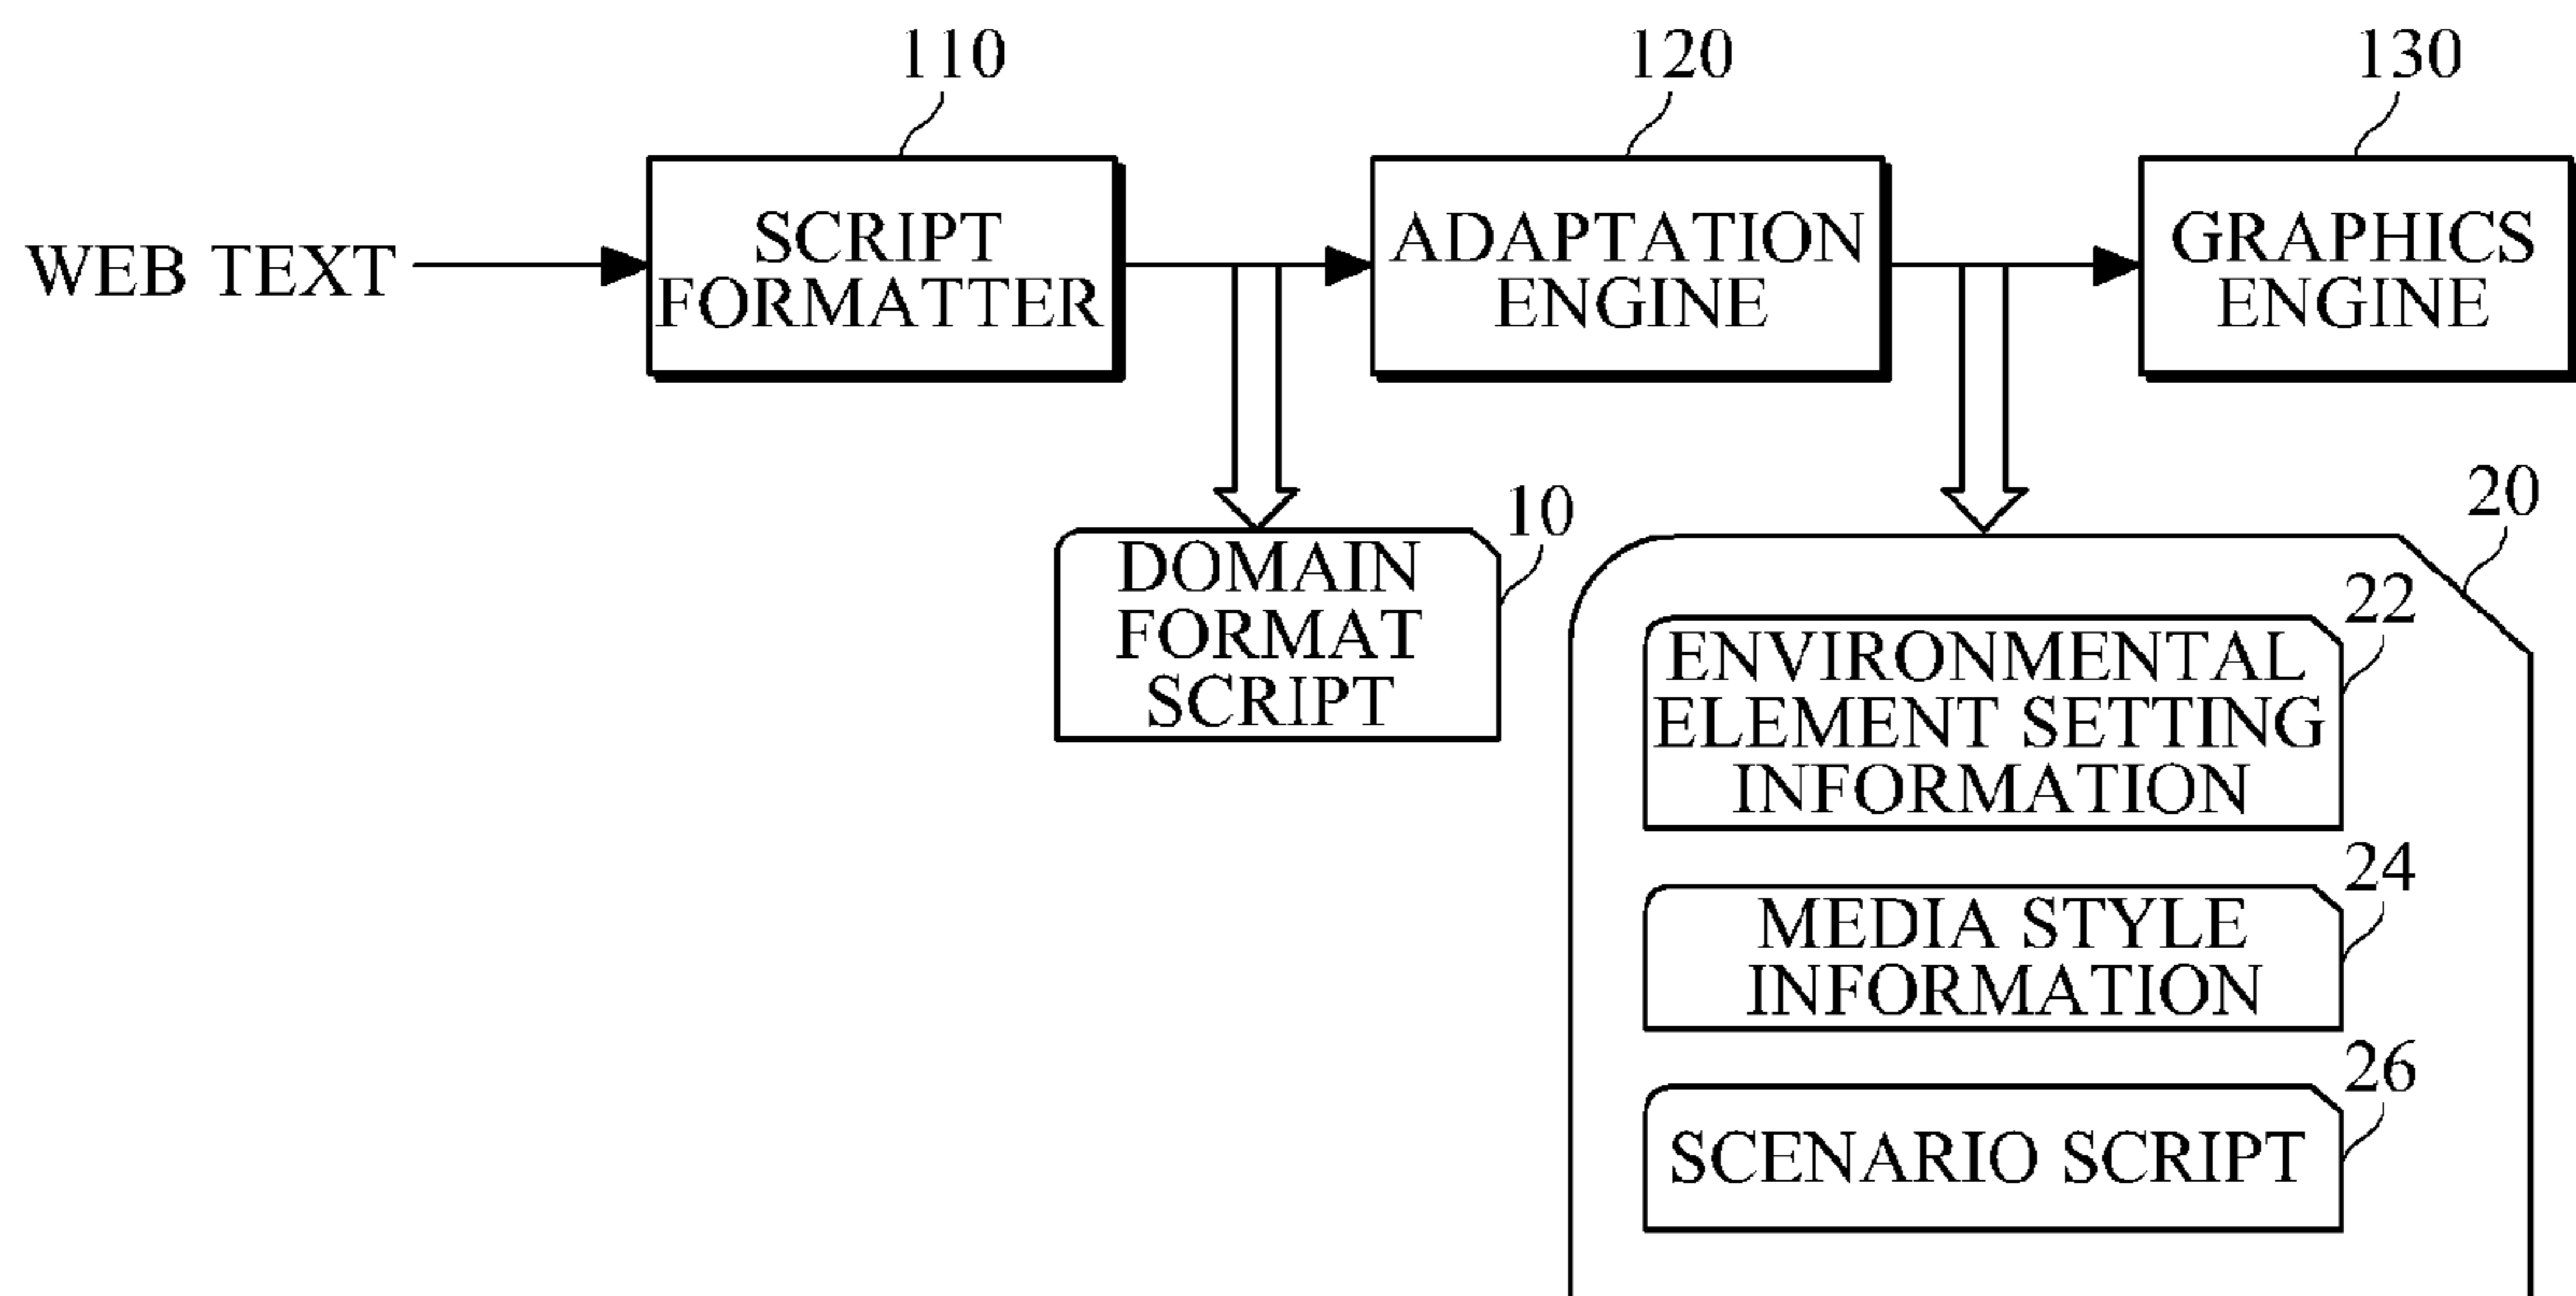 110
120
130
WEB TEXT
SCRIPT
FORMATTER
ADAPTATION
ENGINE
GRAPHICS
ENGINE
10
DOMAIN
FORMAT
SCRIPT
20
22
ENVIRONMENTAL
ELEMENT SETTING
INFORMATION
24
MEDIA STYLE
INFORMATION
26
SCENARIO SCRIPT